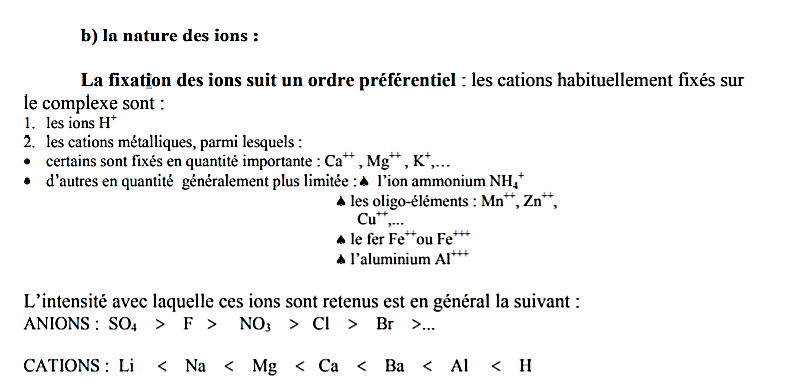 b) la nature des ions :
La fixation des ions suit un ordre préférentiel : les cations habituellement fixés sur
le complexe sont :
1. les ions H⁺
2. les cations métalliques, parmi lesquels :
• certains sont fixés en quantité importante : Ca⁺⁺ , Mg⁺⁺ , K⁺,...
• d'autres en quantité généralement plus limitée : ♠ l'ion ammonium NH₄⁺
♠ les oligo-éléments : Mn⁺⁺, Zn⁺⁺,
Cu⁺⁺,...
♠ le fer Fe⁺⁺ou Fe⁺⁺⁺
♠ l'aluminium Al⁺⁺⁺
L'intensité avec laquelle ces ions sont retenus est en général la suivant :
ANIONS : SO₄ > F > NO₃ > Cl > Br >...
CATIONS : Li < Na < Mg < Ca < Ba < Al < H